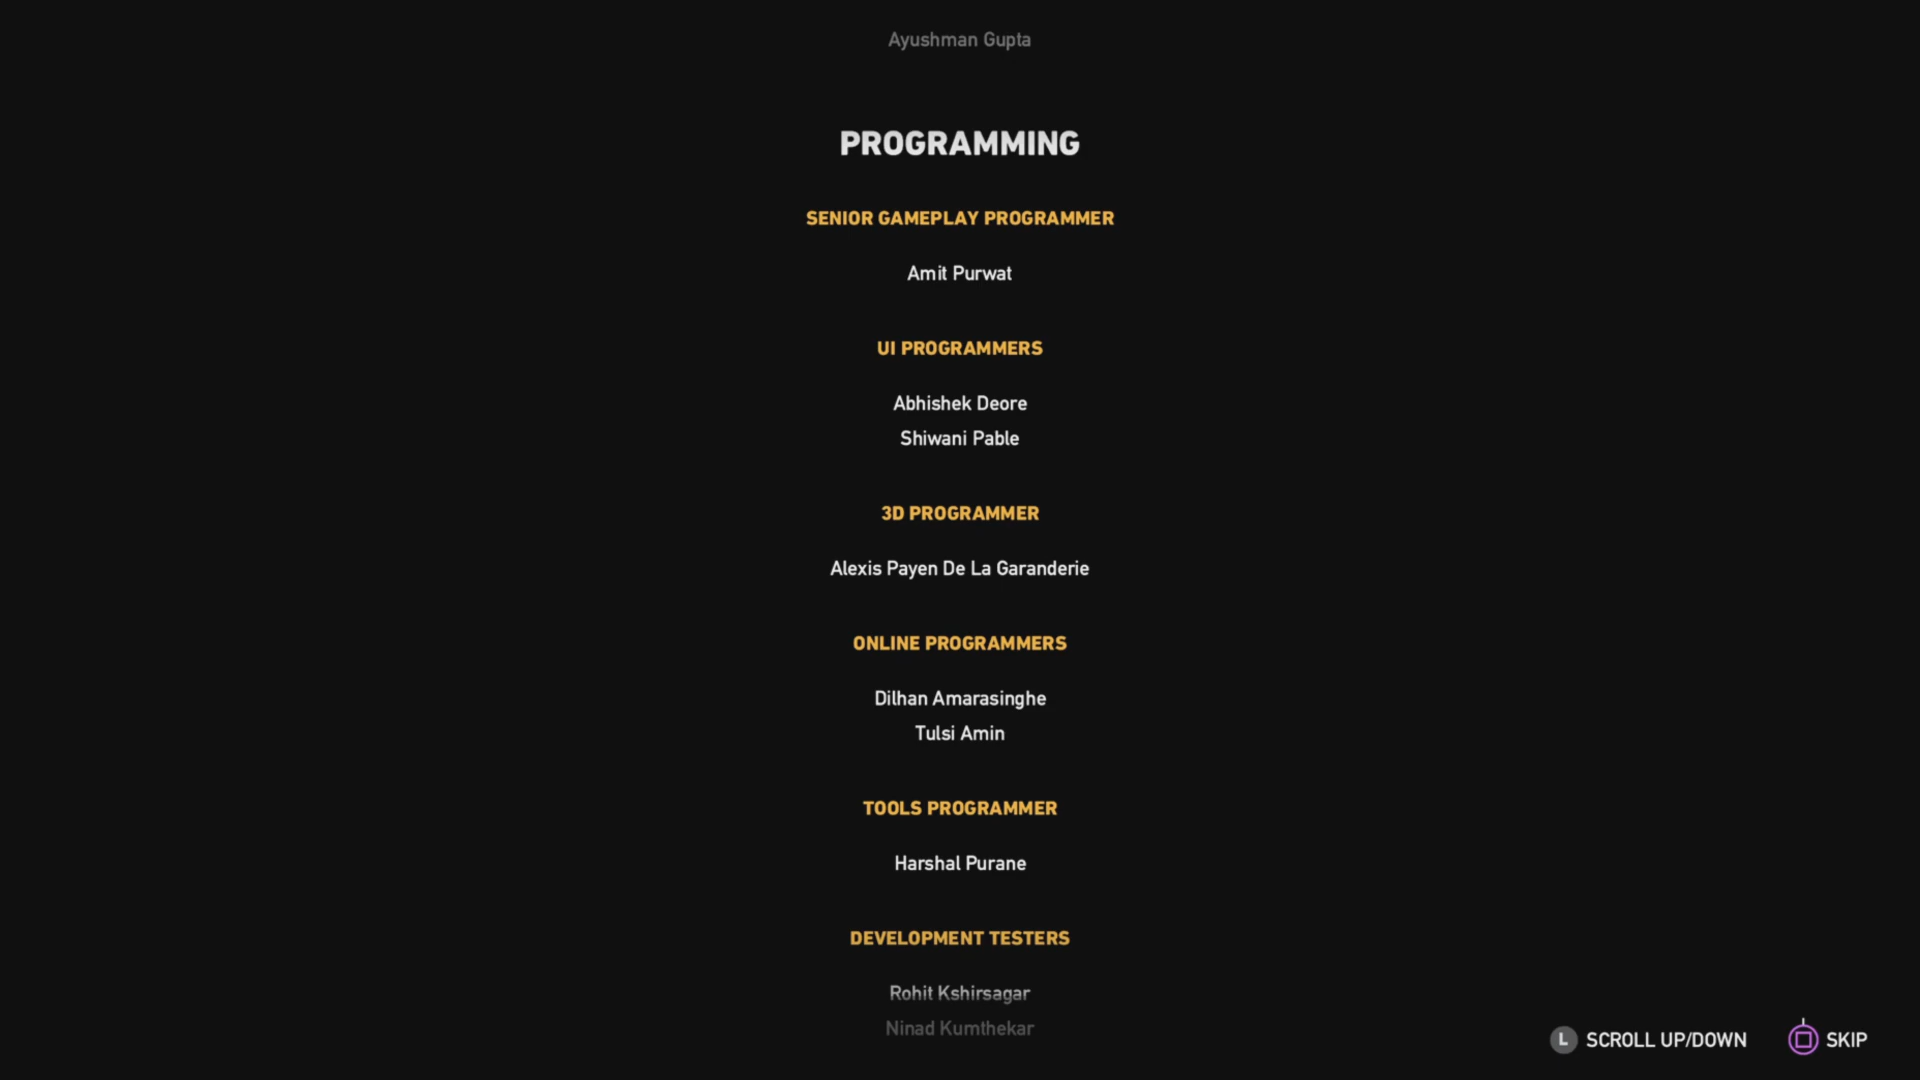 Ayushman Gupta
PROGRAMMING
SENIOR GAMEPLAY PROGRAMMER
Amit Purwat
UI PROGRAMMERS
Abhishek Deore
Shiwani Pable
3D PROGRAMMER
Alexis Payen De La Garanderie
ONLINE PROGRAMMERS
Dilhan Amarasinghe
Tulsi Amin
TOOLS PROGRAMMER
Harshal Purane
DEVELOPMENT TESTERS
Rohit Kshirsagar
Ninad Kumthekar
L SCROLL UP/DOWN SKIP